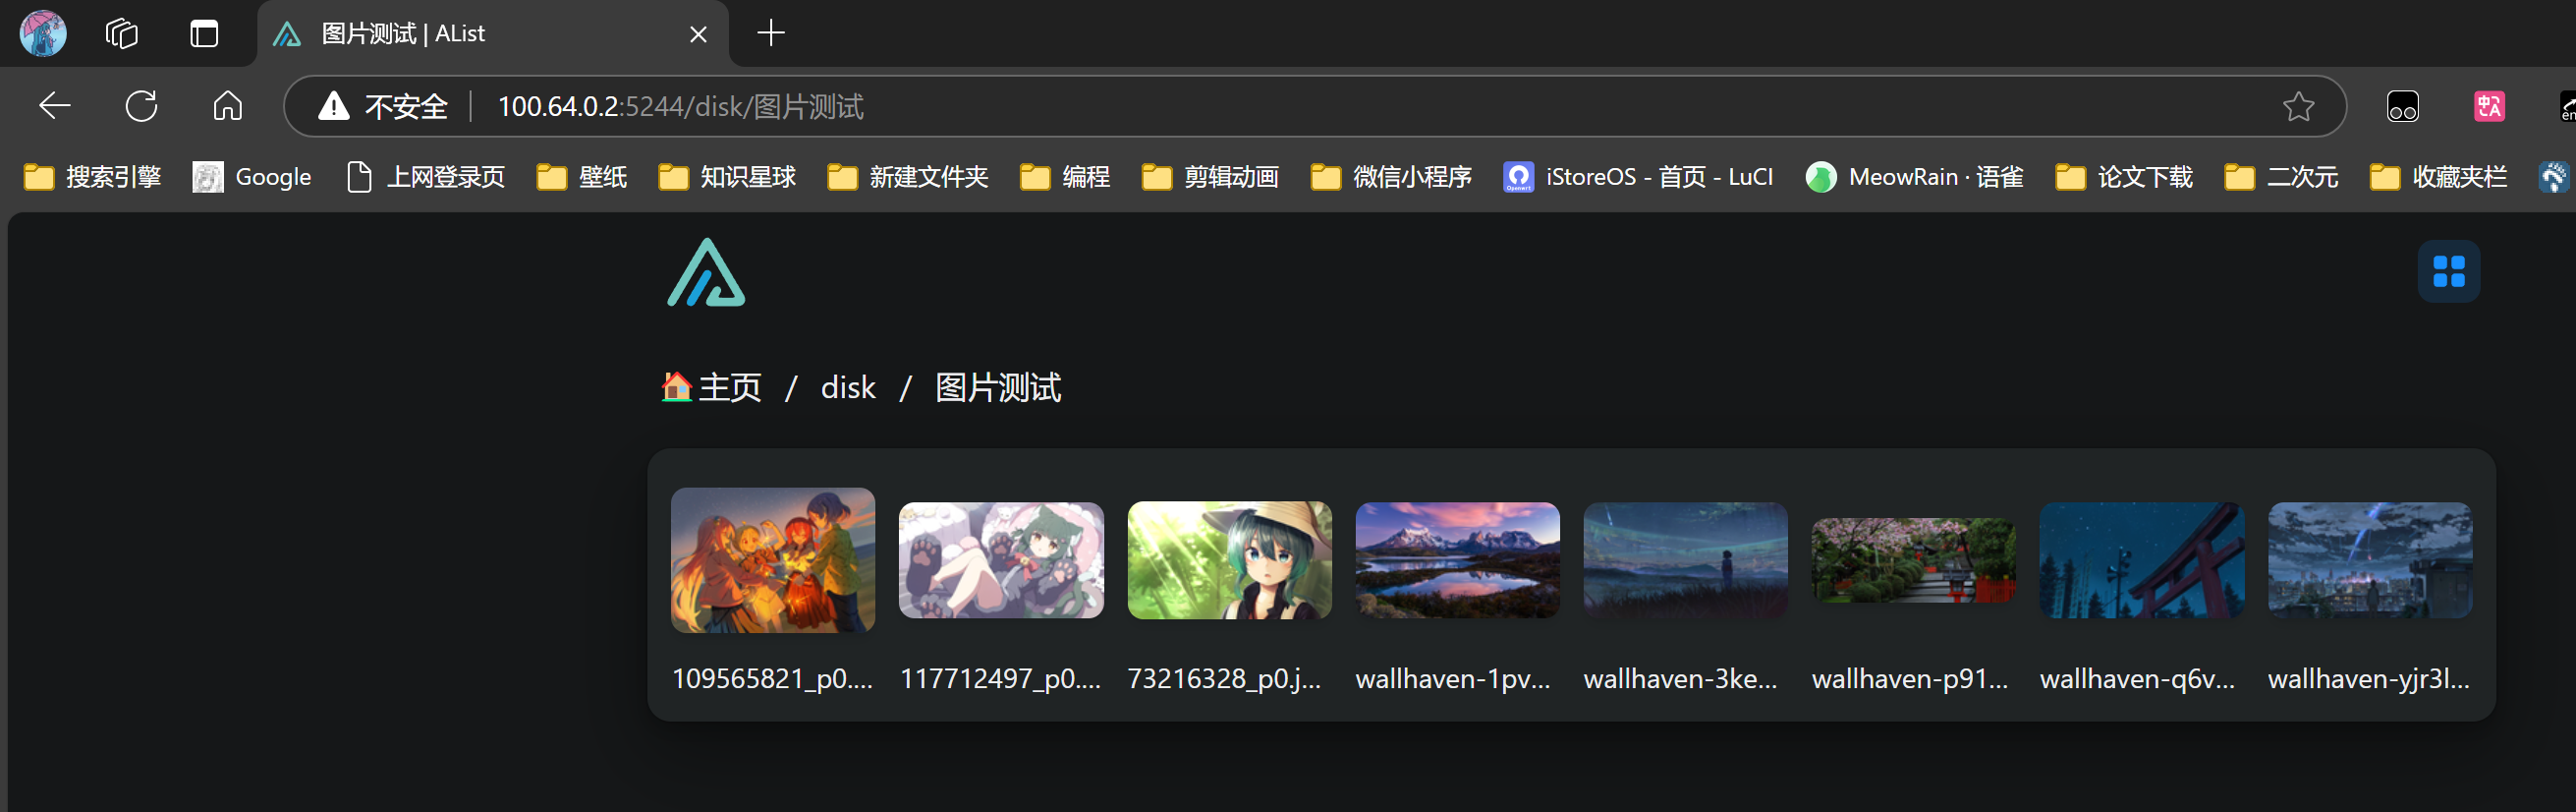 图片测试 | AList
不安全 100.64.0.2:5244/disk/图片测试
搜索引擎 Google 上网登录页 壁纸 知识星球 新建文件夹 编程 剪辑动画 微信小程序 iStoreOS - 首页 - LuCI MeowRain · 语雀 论文下载 二次元 收藏夹栏
主页 / disk / 图片测试
109565821_p0.... 117712497_p0.... 73216328_p0.j... wallhaven-1pv... wallhaven-3ke... wallhaven-p91... wallhaven-q6v... wallhaven-yjr3l...